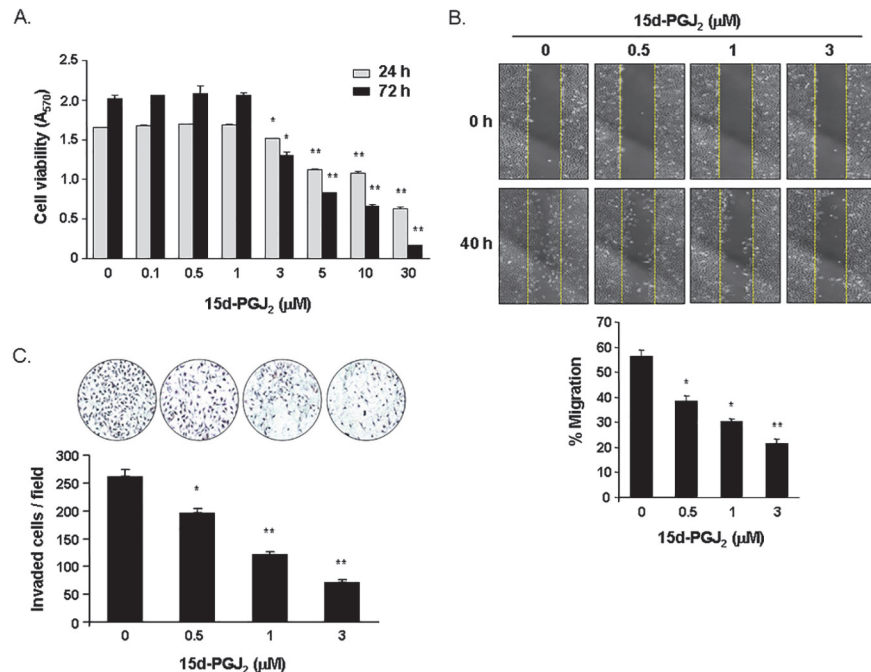 A.
Cell viability (A570)
2.5
2.0
1.5
1.0
0.5
0
24 h
72 h
* *
** **
** **
** **
0 0.1 0.5 1 3 5 10 30
15d-PGJ2 (μM)
B.
15d-PGJ2 (μM)
0 0.5 1 3
0 h
40 h
% Migration
70
60
50
40
30
20
10
0
* * **
0 0.5 1 3
15d-PGJ2 (μM)
C.
Invaded cells / field
300
250
200
150
100
50
0
* ** **
0 0.5 1 3
15d-PGJ2 (μM)